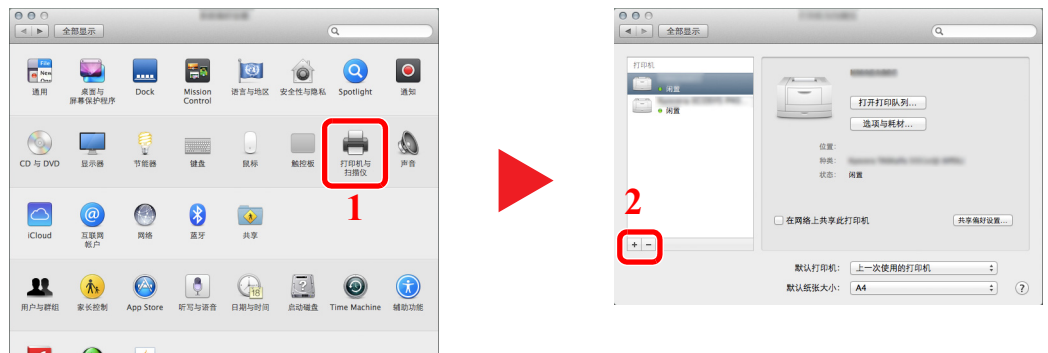 全部显示
通用
桌面与
屏幕保护程序
Dock
Mission
Control
语言与地区
安全性与隐私
Spotlight
通知
CD 与 DVD
显示器
节能器
键盘
鼠标
触控板
打印机与
扫描仪
声音
1
iCloud
互联网
帐户
网络
蓝牙
共享
用户与群组
家长控制
App Store
听写与语音
日期与时间
启动磁盘
Time Machine
辅助功能
全部显示
打印机
闲置
闲置
打开打印队列...
选项与耗材...
位置:
种类:
状态: 闲置
2
在网络上共享此打印机
共享偏好设置...
+ −
默认打印机: 上一次使用的打印机
默认纸张大小: A4
?